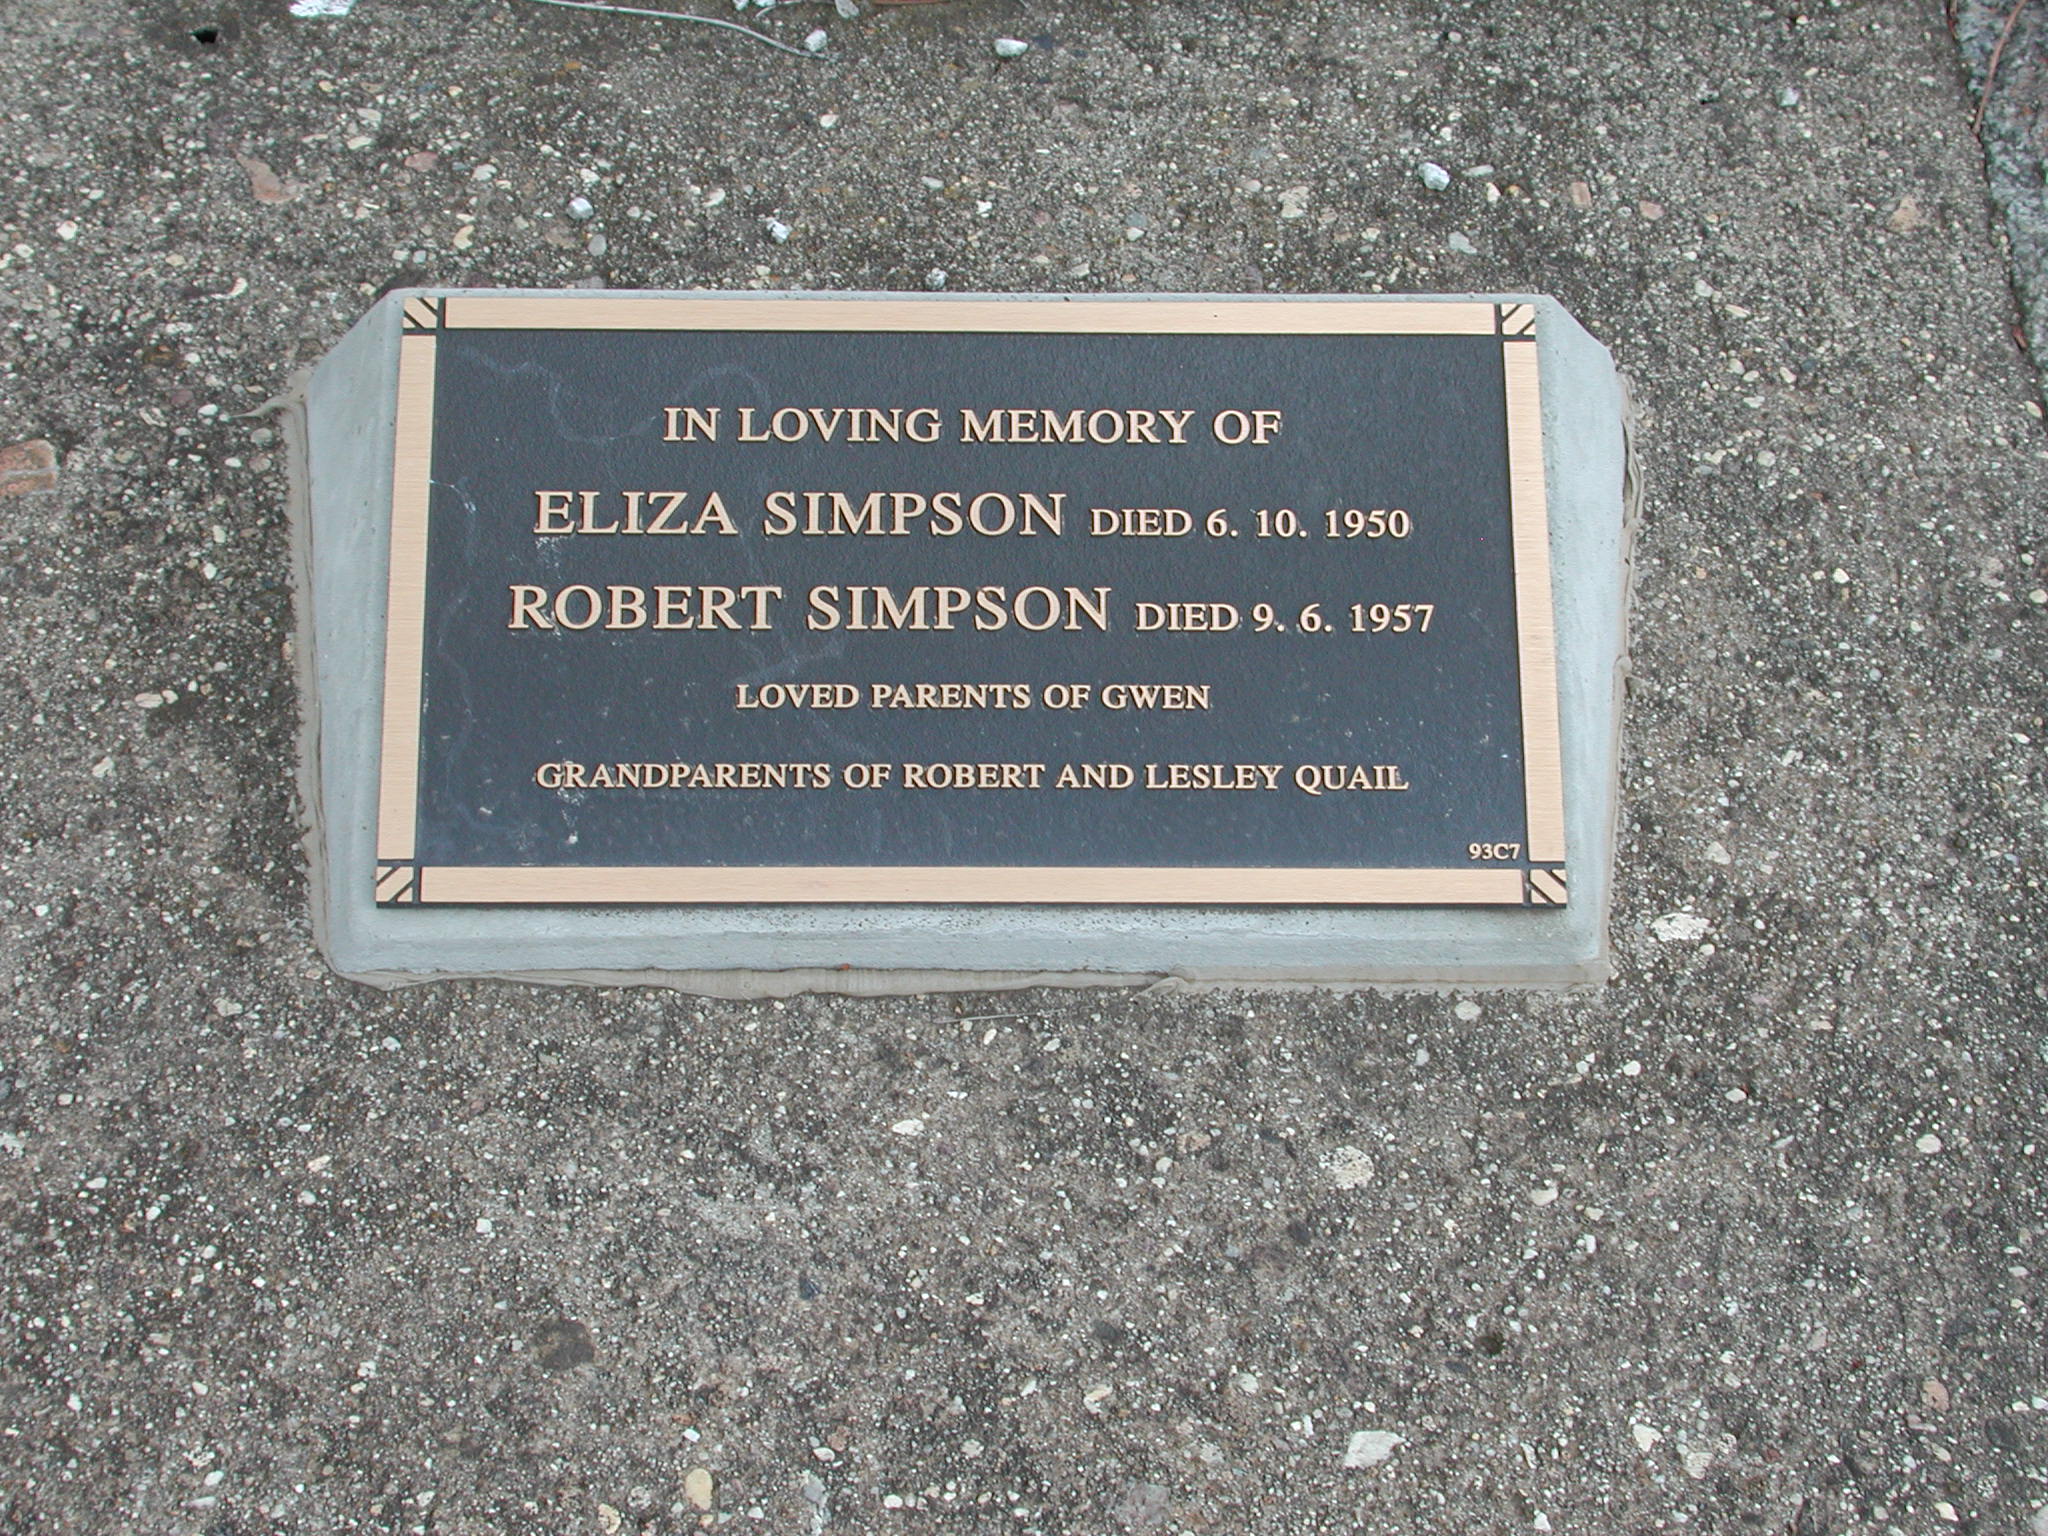 IN LOVING MEMORY OF
ELIZA SIMPSON DIED 6. 10. 1950
ROBERT SIMPSON DIED 9. 6. 1957
LOVED PARENTS OF GWEN
GRANDPARENTS OF ROBERT AND LESLEY QUAIL
93C7